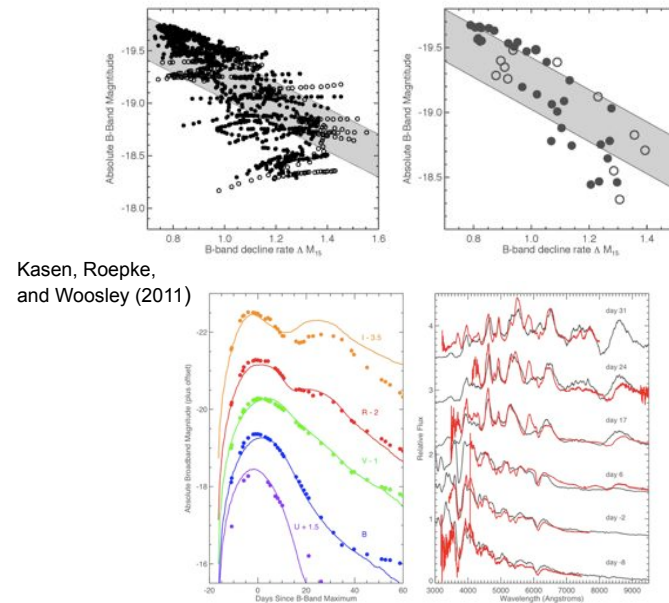 Absolute B-Band Magntitude
-19.5
-19.0
-18.5
-18.0
0.8 1.0 1.2 1.4 1.6
B-band decline rate Δ M15
Absolute B-Band Magnitude
-19.5
-19.0
-18.5
0.8 1.0 1.2 1.4
B-band decline rate Δ M15
Kasen, Roepke,
and Woosley (2011)
Absolute Broadband Magnitude (plus offset)
-22
-20
-18
-16
I - 3.5
R - 2
V - 1
B
U + 1.5
-20 0 20 40 60
Days Since B-Band Maximum
Relative Flux
4
3
2
1
0
day 31
day 24
day 17
day 6
day -2
day -8
3000 4000 5000 6000 7000 8000 9000
Wavelength (Angstroms)